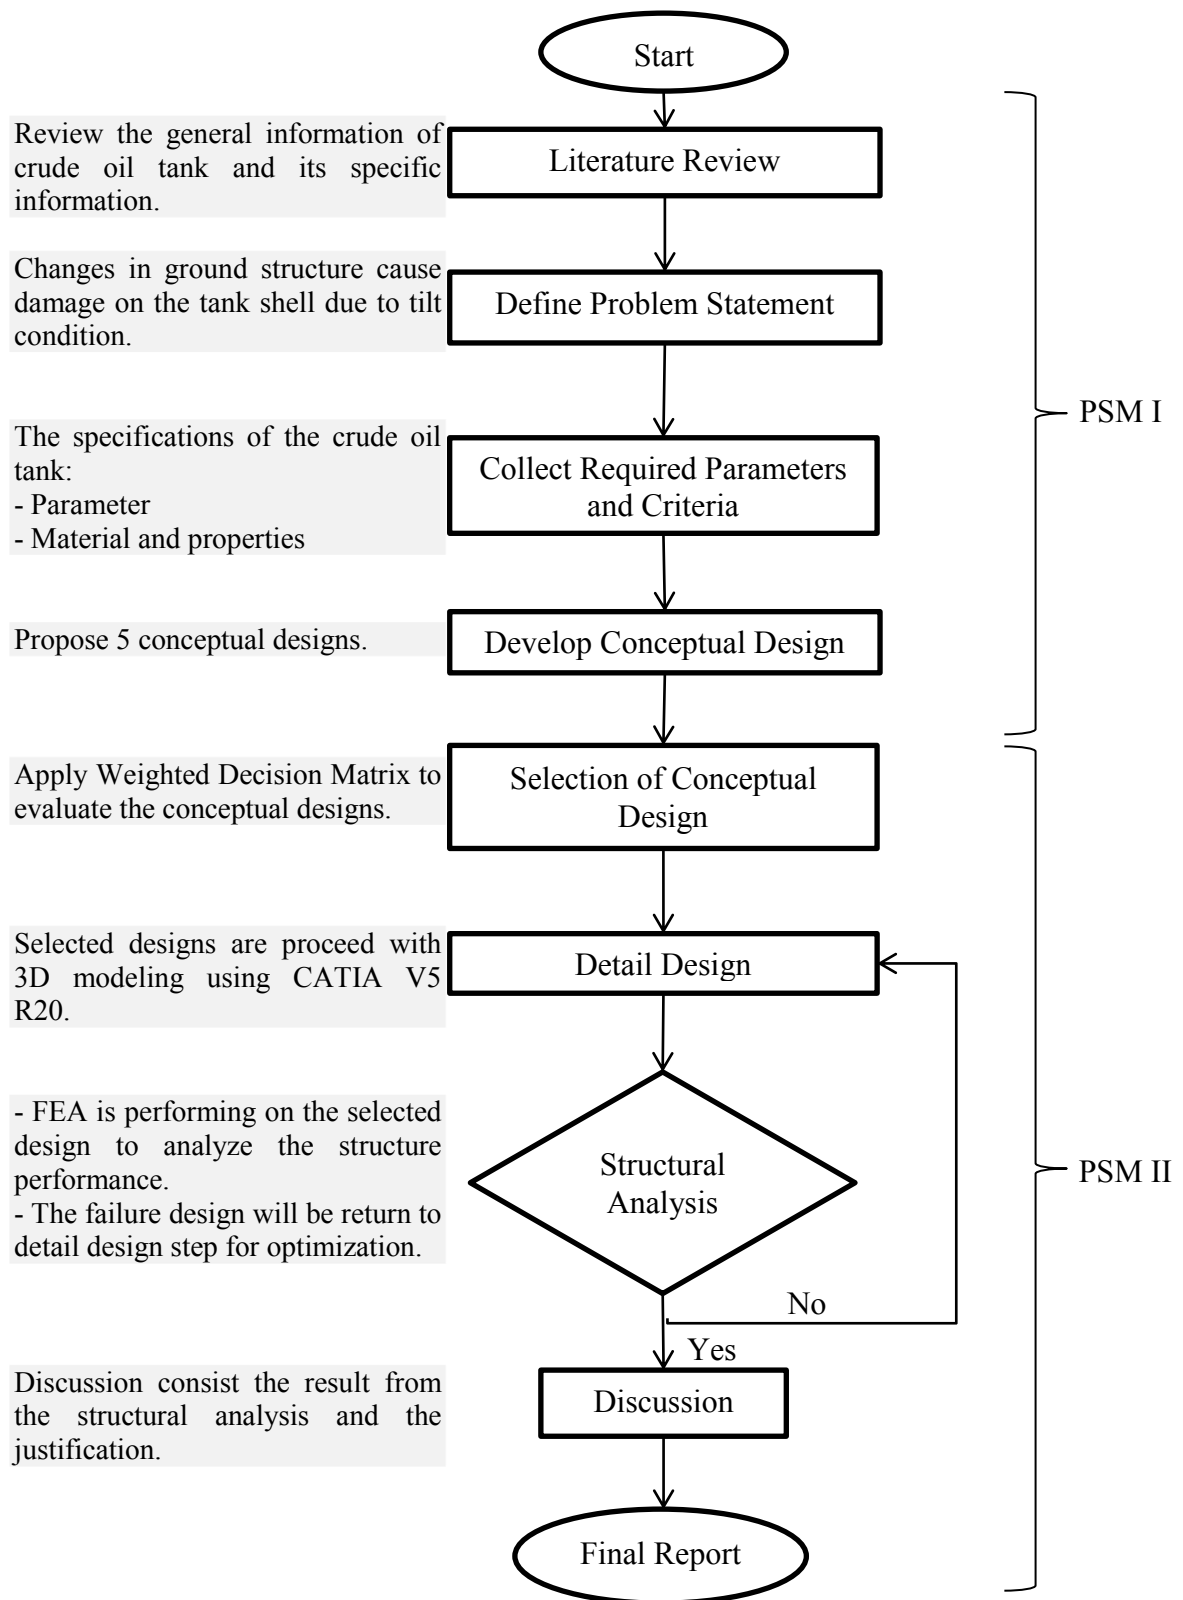 Start
Review the general information of
crude oil tank and its specific
information.
Literature Review
Changes in ground structure cause
damage on the tank shell due to tilt
condition.
Define Problem Statement
PSM I
The specifications of the crude oil
tank:
- Parameter
- Material and properties
Collect Required Parameters
and Criteria
Propose 5 conceptual designs.
Develop Conceptual Design
Apply Weighted Decision Matrix to
evaluate the conceptual designs.
Selection of Conceptual
Design
Selected designs are proceed with
3D modeling using CATIA V5
R20.
Detail Design
- FEA is performing on the selected
design to analyze the structure
performance.
- The failure design will be return to
detail design step for optimization.
Structural
Analysis
PSM II
No
Yes
Discussion consist the result from
the structural analysis and the
justification.
Discussion
Final Report